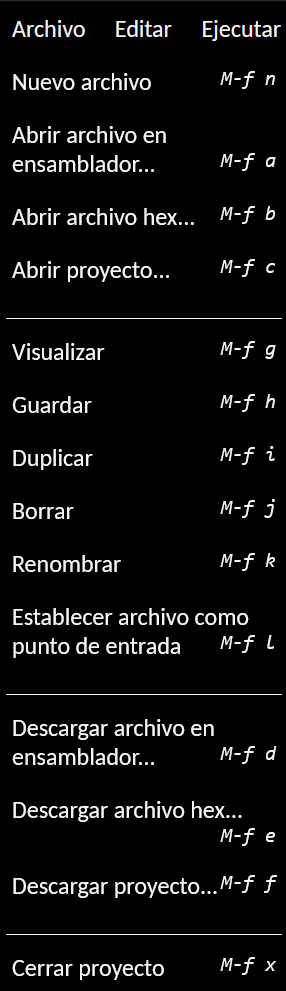 Archivo Editar Ejecutar
Nuevo archivo M-f n
Abrir archivo en
ensamblador... M-f a
Abrir archivo hex... M-f b
Abrir proyecto... M-f c
Visualizar M-f g
Guardar M-f h
Duplicar M-f i
Borrar M-f j
Renombrar M-f k
Establecer archivo como
punto de entrada M-f l
Descargar archivo en
ensamblador... M-f d
Descargar archivo hex...
M-f e
Descargar proyecto... M-f f
Cerrar proyecto M-f x